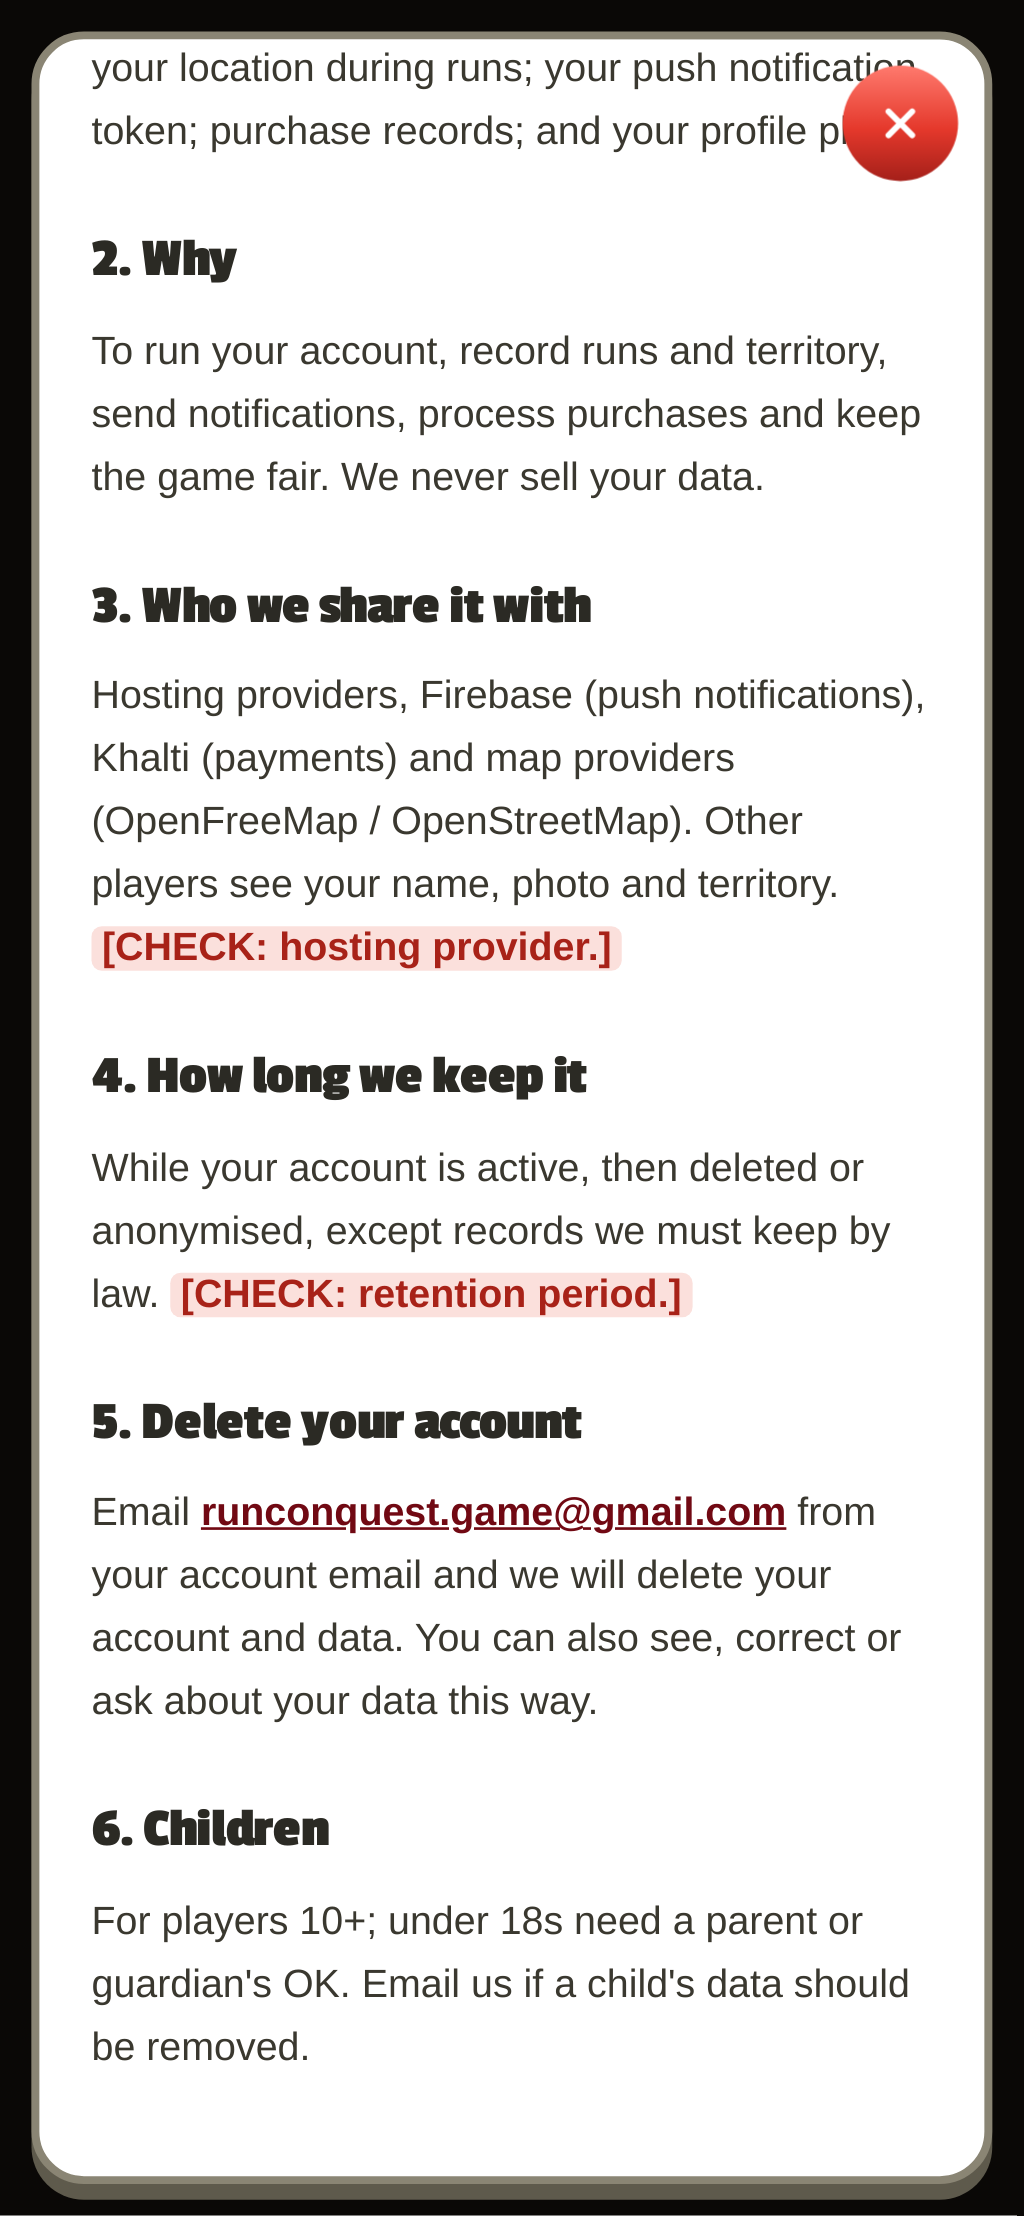 your location during runs; your push notification
token; purchase records; and your profile
2. Why
To run your account, record runs and territory,
send notifications, process purchases and keep
the game fair. We never sell your data.
3. Who we share it with
Hosting providers, Firebase (push notifications),
Khalti (payments) and map providers
(OpenFreeMap / OpenStreetMap). Other
players see your name, photo and territory.
[CHECK: hosting provider.]
4. How long we keep it
While your account is active, then deleted or
anonymised, except records we must keep by
law. [CHECK: retention period.]
5. Delete your account
Email runconquest.game@gmail.com from
your account email and we will delete your
account and data. You can also see, correct or
ask about your data this way.
6. Children
For players 10+; under 18s need a parent or
guardian's OK. Email us if a child's data should
be removed.